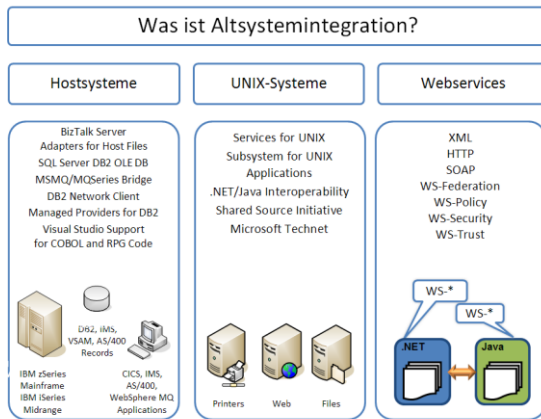 Was ist Altsystemintegration?
Hostsysteme
BizTalk Server
Adapters for Host Files
SQL Server DB2 OLE DB
MSMQ/MQSeries Bridge
DB2 Network Client
Managed Providers for DB2
Visual Studio Support
for COBOL and RPG Code
DB2, iMS,
VSAM, AS/400
Records
IBM zSeries
Mainframe
IBM iSeries
Midrange
CICS, IMS,
AS/400,
WebSphere MQ
Applications
UNIX-Systeme
Services for UNIX
Subsystem for UNIX
Applications
.NET/Java Interoperability
Shared Source Initiative
Microsoft Technet
Printers
Web
Files
Webservices
XML
HTTP
SOAP
WS-Federation
WS-Policy
WS-Security
WS-Trust
WS-*
WS-*
.NET
Java